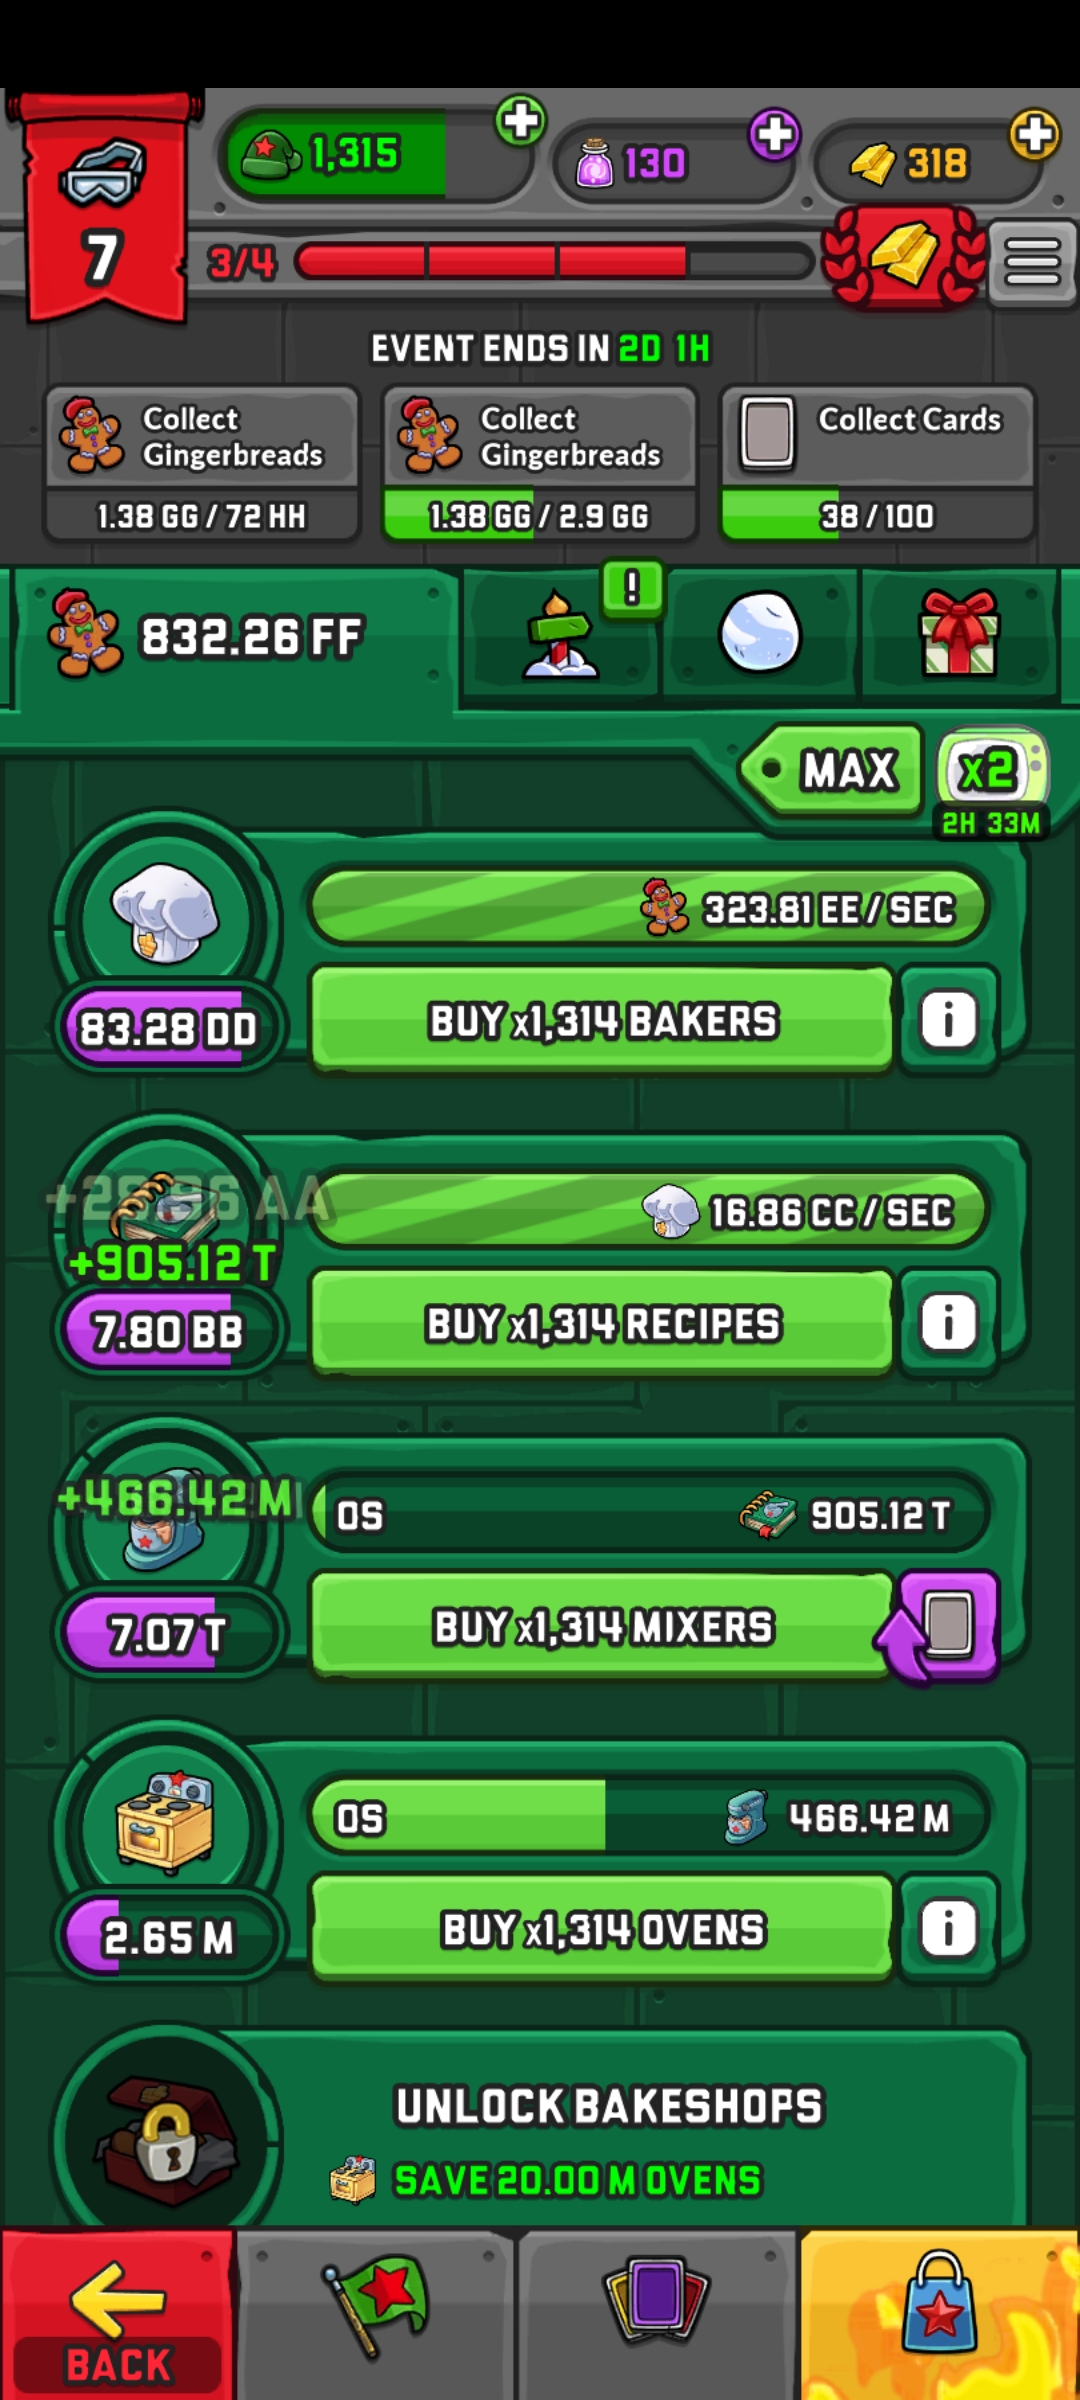 1,315
130
318
7
3/4
EVENT ENDS IN 2D 1H
Collect Gingerbreads
1.38 GG / 72 HH
Collect Gingerbreads
1.38 GG / 2.9 GG
Collect Cards
38 / 100
832.26 FF
!
MAX
x2
2H 33M
323.81 EE / SEC
83.28 DD
BUY x1,314 BAKERS
i
16.86 CC / SEC
+905.12 T
7.80 BB
BUY x1,314 RECIPES
i
+466.42 M
0S
905.12 T
7.07 T
BUY x1,314 MIXERS
0S
466.42 M
2.65 M
BUY x1,314 OVENS
i
UNLOCK BAKESHOPS
SAVE 20.00 M OVENS
BACK